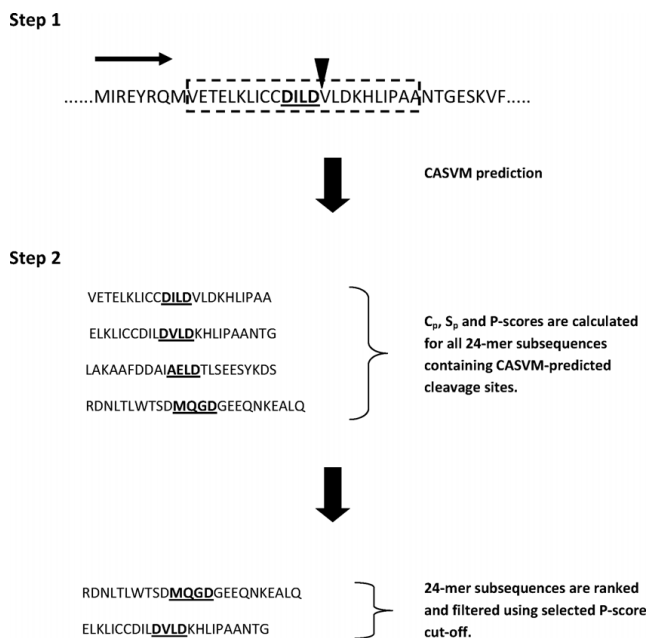 Step 1
......MIREYRQMVETELKLICCDILDVLDKHLIPAANTGESKVF.....
CASVM prediction
Step 2
VETELKLICCDILDVLDKHLIPAA
ELKLICCDILDVLDKHLIPAANTG
LAKAAFDDAIAELDTLSEESYKDS
RDNLTLWTSDMQGDGEEQNKEALQ
Cp, Sp and P-scores are calculated
for all 24-mer subsequences
containing CASVM-predicted
cleavage sites.
RDNLTLWTSDMQGDGEEQNKEALQ
ELKLICCDILDVLDKHLIPAANTG
24-mer subsequences are ranked
and filtered using selected P-score
cut-off.